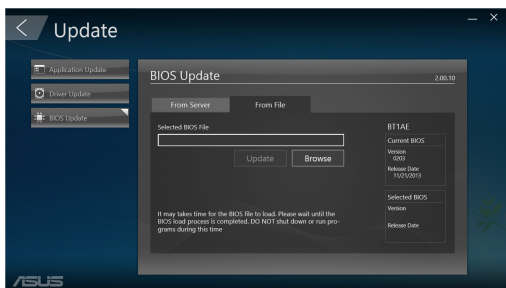 Update
Application Update
Driver Update
BIOS Update
BIOS Update
2.00.10
From Server
From File
Selected BIOS File
Update
Browse
It may takes time for the BIOS file to load. Please wait until the
BIOS load process is completed. DO NOT shut down or run pro-
grams during this time
BT1AE
Current BIOS
Version
0203
Release Date
11/21/2013
Selected BIOS
Version
Release Date
ASUS